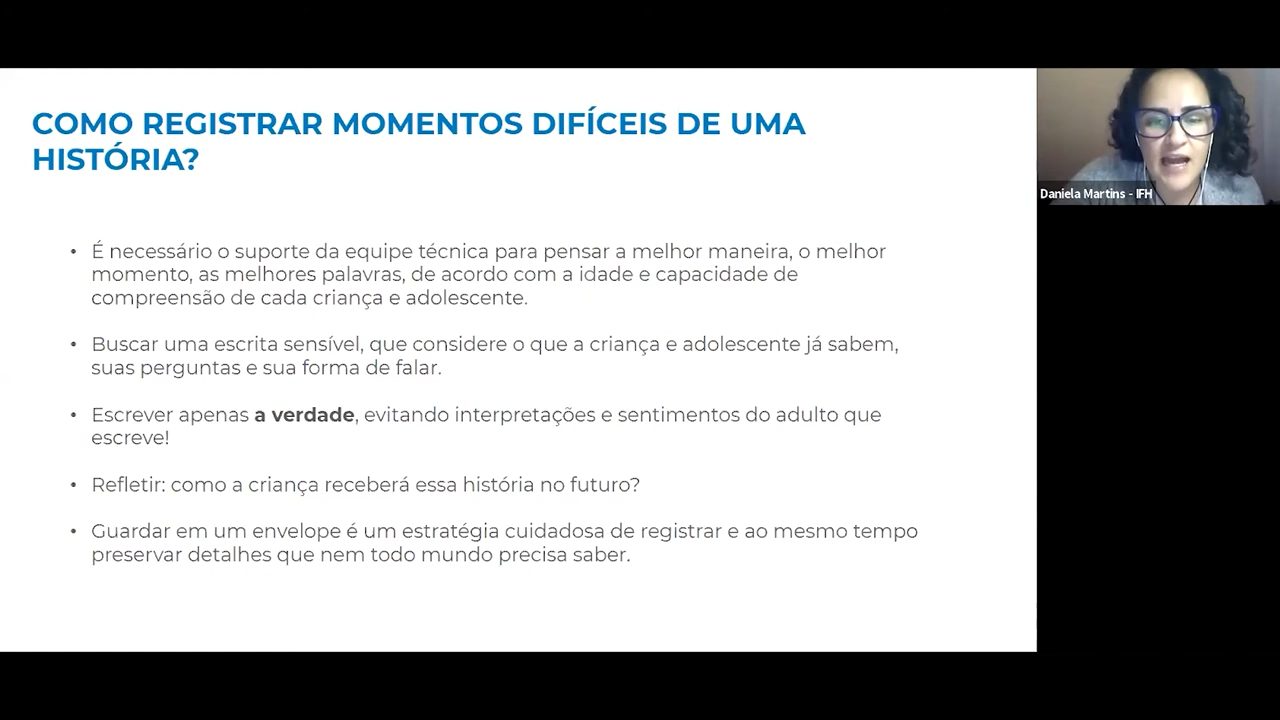 COMO REGISTRAR MOMENTOS DIFÍCEIS DE UMA
HISTÓRIA?
• É necessário o suporte da equipe técnica para pensar a melhor maneira, o melhor
momento, as melhores palavras, de acordo com a idade e capacidade de
compreensão de cada criança e adolescente.
• Buscar uma escrita sensível, que considere o que a criança e adolescente já sabem,
suas perguntas e sua forma de falar.
• Escrever apenas a verdade, evitando interpretações e sentimentos do adulto que
escreve!
• Refletir: como a criança receberá essa história no futuro?
• Guardar em um envelope é um estratégia cuidadosa de registrar e ao mesmo tempo
preservar detalhes que nem todo mundo precisa saber.
Daniela Martins - IFH